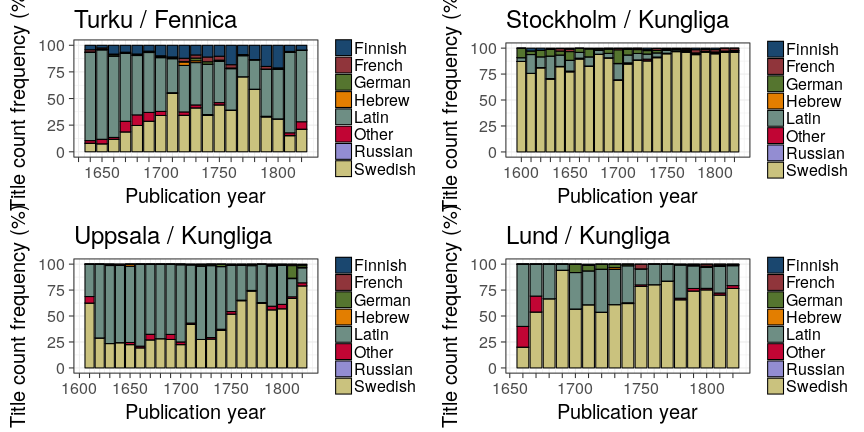 Turku / Fennica
Title count frequency (%)
100
75
50
25
0
1650
1700
1750
1800
Publication year
Finnish
French
German
Hebrew
Latin
Other
Russian
Swedish
Stockholm / Kungliga
Title count frequency (%)
100
75
50
25
0
1600
1650
1700
1750
1800
Publication year
Finnish
French
German
Hebrew
Latin
Other
Russian
Swedish
Uppsala / Kungliga
Title count frequency (%)
100
75
50
25
0
1600
1650
1700
1750
1800
Publication year
Finnish
French
German
Hebrew
Latin
Other
Russian
Swedish
Lund / Kungliga
Title count frequency (%)
100
75
50
25
0
1650
1700
1750
1800
Publication year
Finnish
French
German
Hebrew
Latin
Other
Russian
Swedish